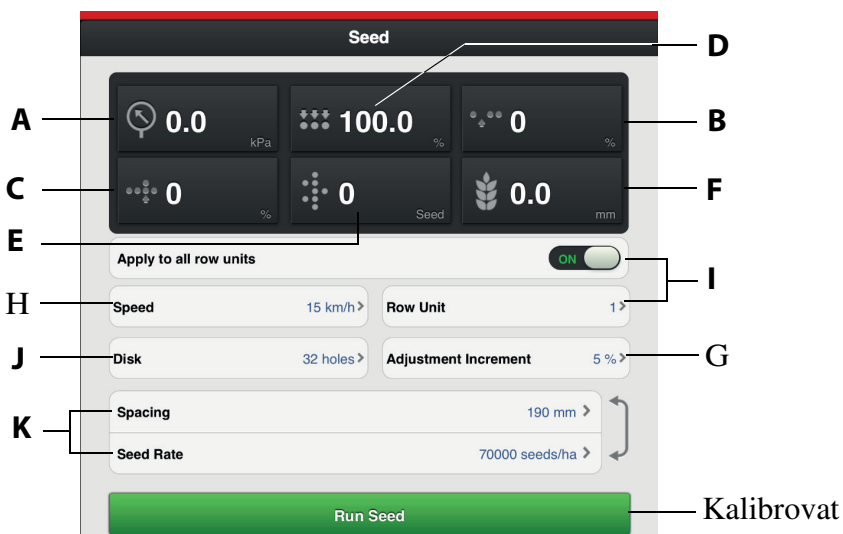 Seed
D
A
0.0
kPa
100.0
%
0
%
B
C
0
%
0
Seed
0.0
mm
F
E
Apply to all row units
ON
I
H
Speed
15 km/h
Row Unit
1
J
Disk
32 holes
Adjustment Increment
5 %
G
K
Spacing
190 mm
Seed Rate
70000 seeds/ha
Run Seed
Kalibrovat